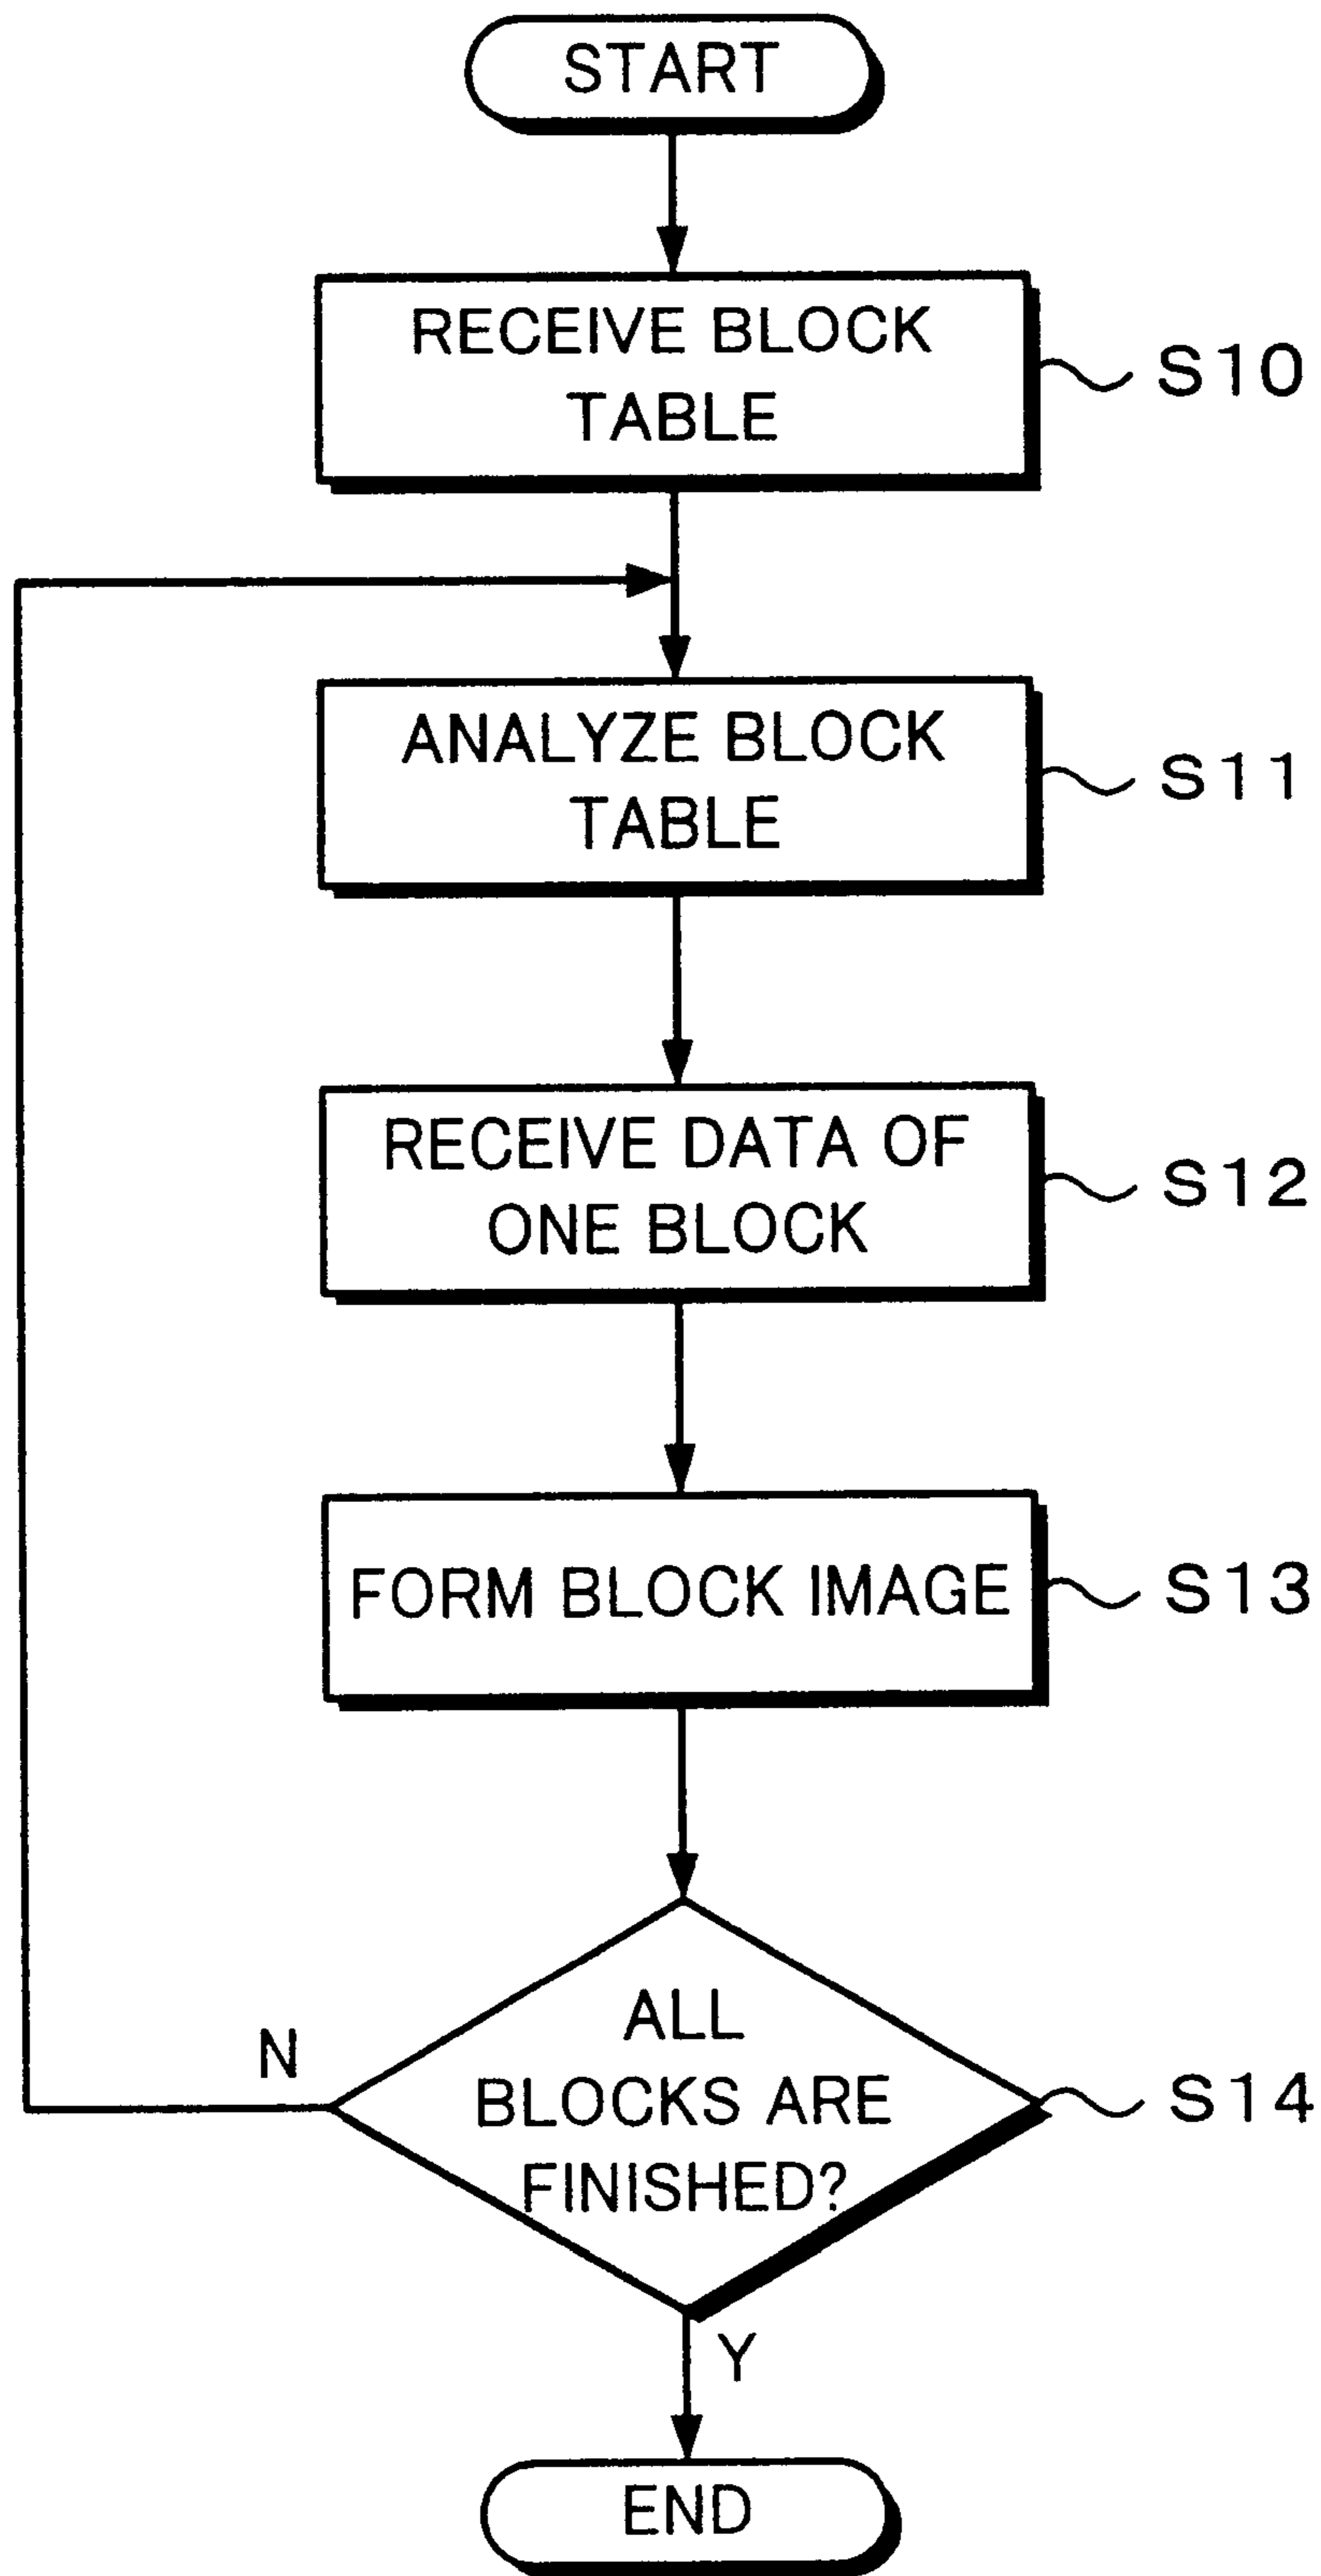 START
RECEIVE BLOCK
TABLE
S10
ANALYZE BLOCK
TABLE
S11
RECEIVE DATA OF
ONE BLOCK
S12
FORM BLOCK IMAGE
S13
ALL
BLOCKS ARE
FINISHED?
S14
N
Y
END